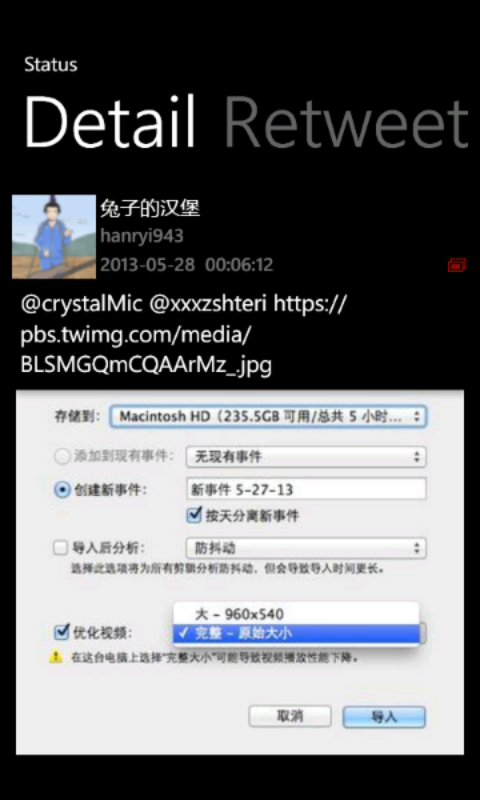 Status
Detail Retweet
兔子的汉堡
hanryi943
2013-05-28 00:06:12
@crystalMic @xxxzshteri https://
pbs.twimg.com/media/
BLSMGQmCQAArMz_.jpg
存储到: Macintosh HD（235.5GB 可用/总共 5 小时...
添加到现有事件: 无现有事件
创建新事件: 新事件 5-27-13
按天分离新事件
导入后分析: 防抖动
选择此选项将为所有剪辑分析防抖动，但会导致导入时间更长。
大 - 960x540
优化视频: ✓ 完整 - 原始大小
在这台电脑上选择“完整大小”可能导致视频播放性能下降。
取消 导入